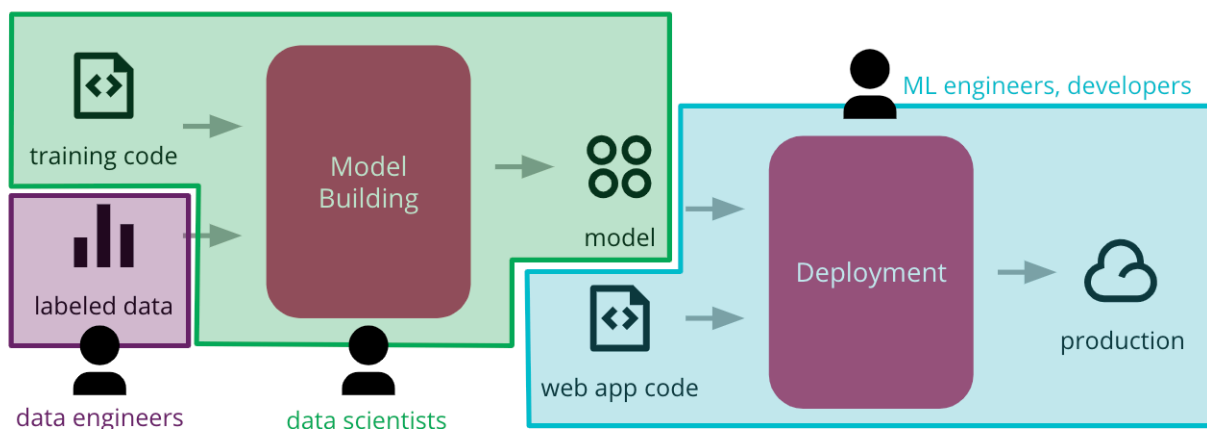 ML engineers, developers
training code
Model
Building
model
labeled data
Deployment
web app code
production
data engineers
data scientists